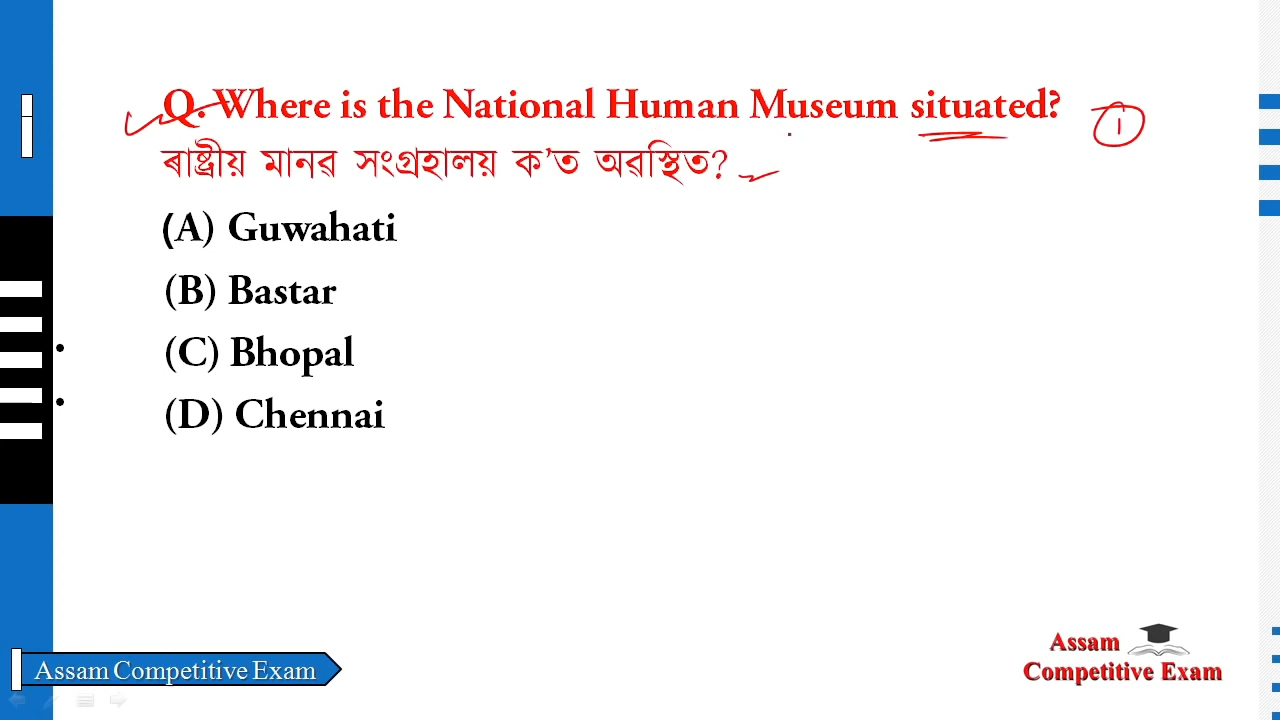 Q. Where is the National Human Museum situated?
ৰাষ্ট্ৰীয় মানৱ সংগ্ৰহালয় ক’ত অৱস্থিত?
(A) Guwahati
(B) Bastar
(C) Bhopal
(D) Chennai
1
Assam Competitive Exam
Assam
Competitive Exam